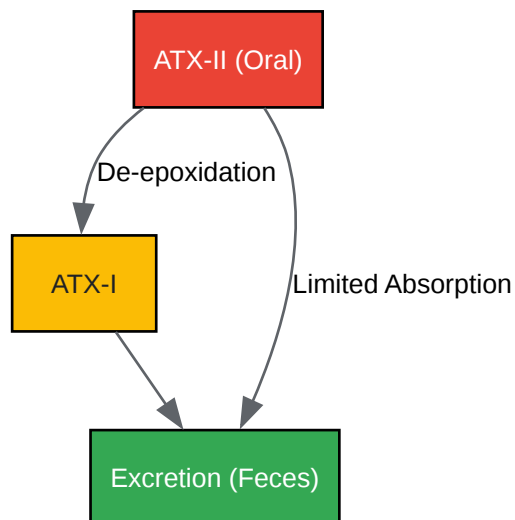 ATX-II (Oral)
De-epoxidation
ATX-I
Limited Absorption
Excretion (Feces)